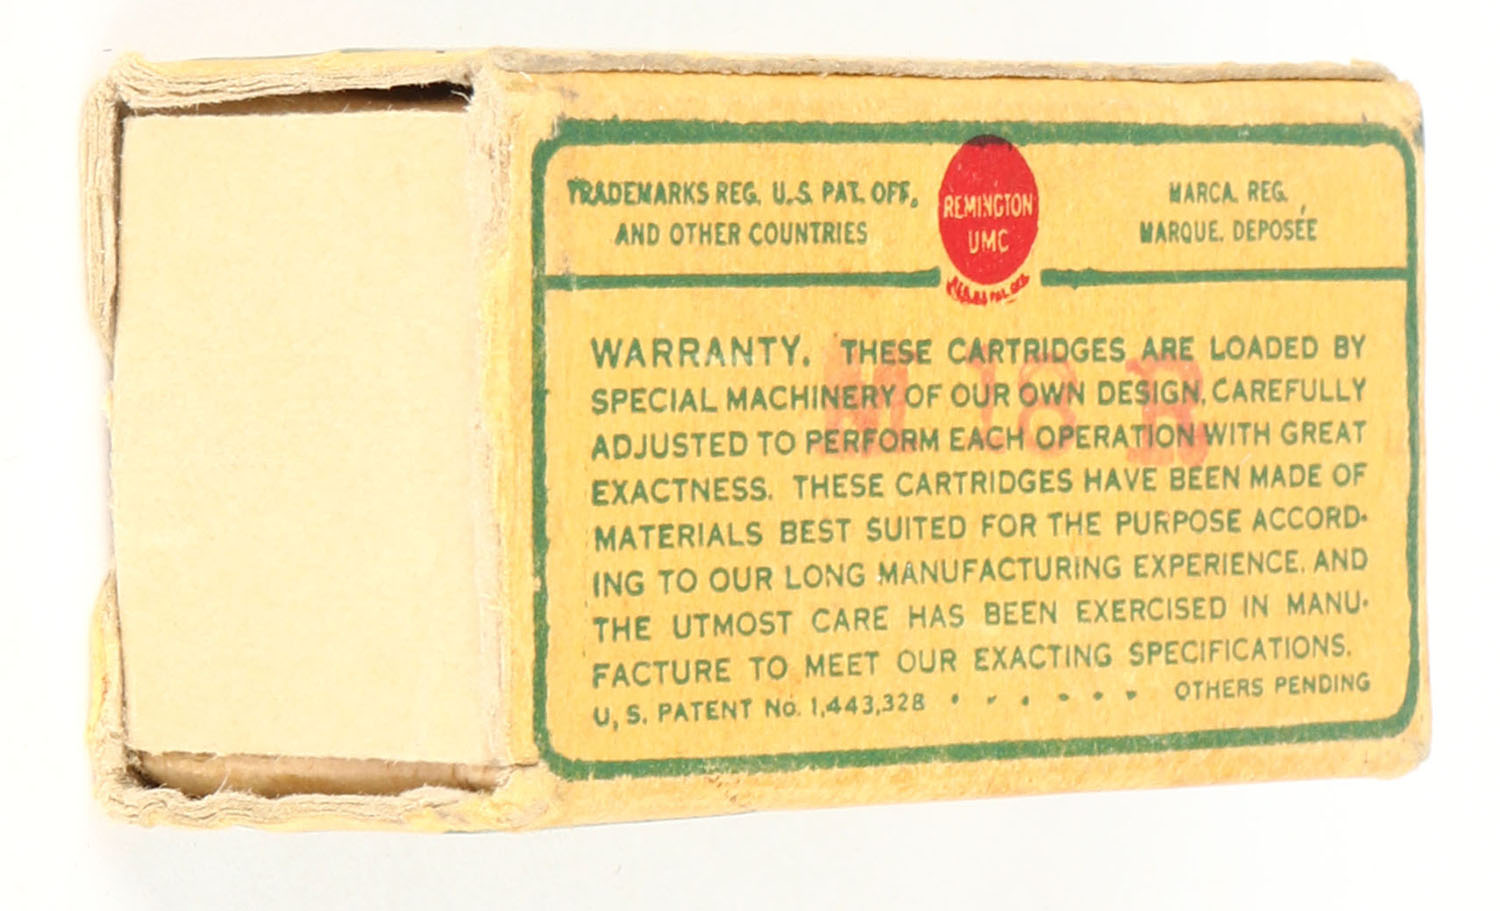 TRADEMARKS REG. U.S. PAT. OFF.
AND OTHER COUNTRIES
REMINGTON
UMC
MARCA. REG.
MARQUE. DEPOSÉE
WARRANTY. THESE CARTRIDGES ARE LOADED BY
SPECIAL MACHINERY OF OUR OWN DESIGN, CAREFULLY
ADJUSTED TO PERFORM EACH OPERATION WITH GREAT
EXACTNESS. THESE CARTRIDGES HAVE BEEN MADE OF
MATERIALS BEST SUITED FOR THE PURPOSE ACCORD-
ING TO OUR LONG MANUFACTURING EXPERIENCE, AND
THE UTMOST CARE HAS BEEN EXERCISED IN MANU-
FACTURE TO MEET OUR EXACTING SPECIFICATIONS.
U, S. PATENT No. 1,443,328 · · · · · · OTHERS PENDING